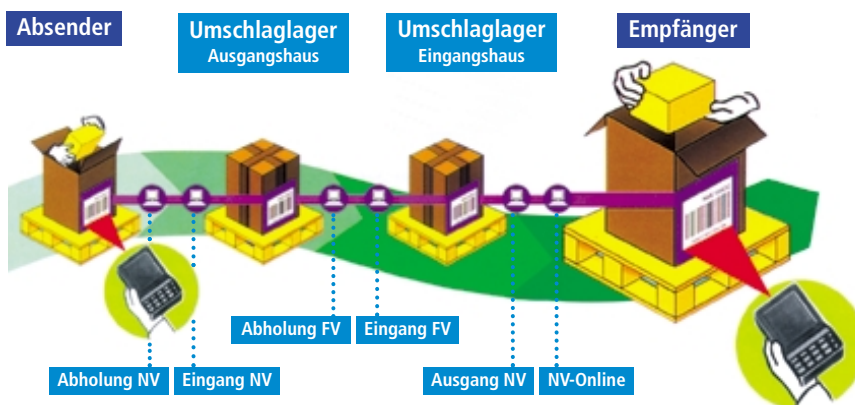 Absender
Umschlaglager
Ausgangshaus
Umschlaglager
Eingangshaus
Empfänger
Abholung FV
Eingang FV
Abholung NV
Eingang NV
Ausgang NV
NV-Online